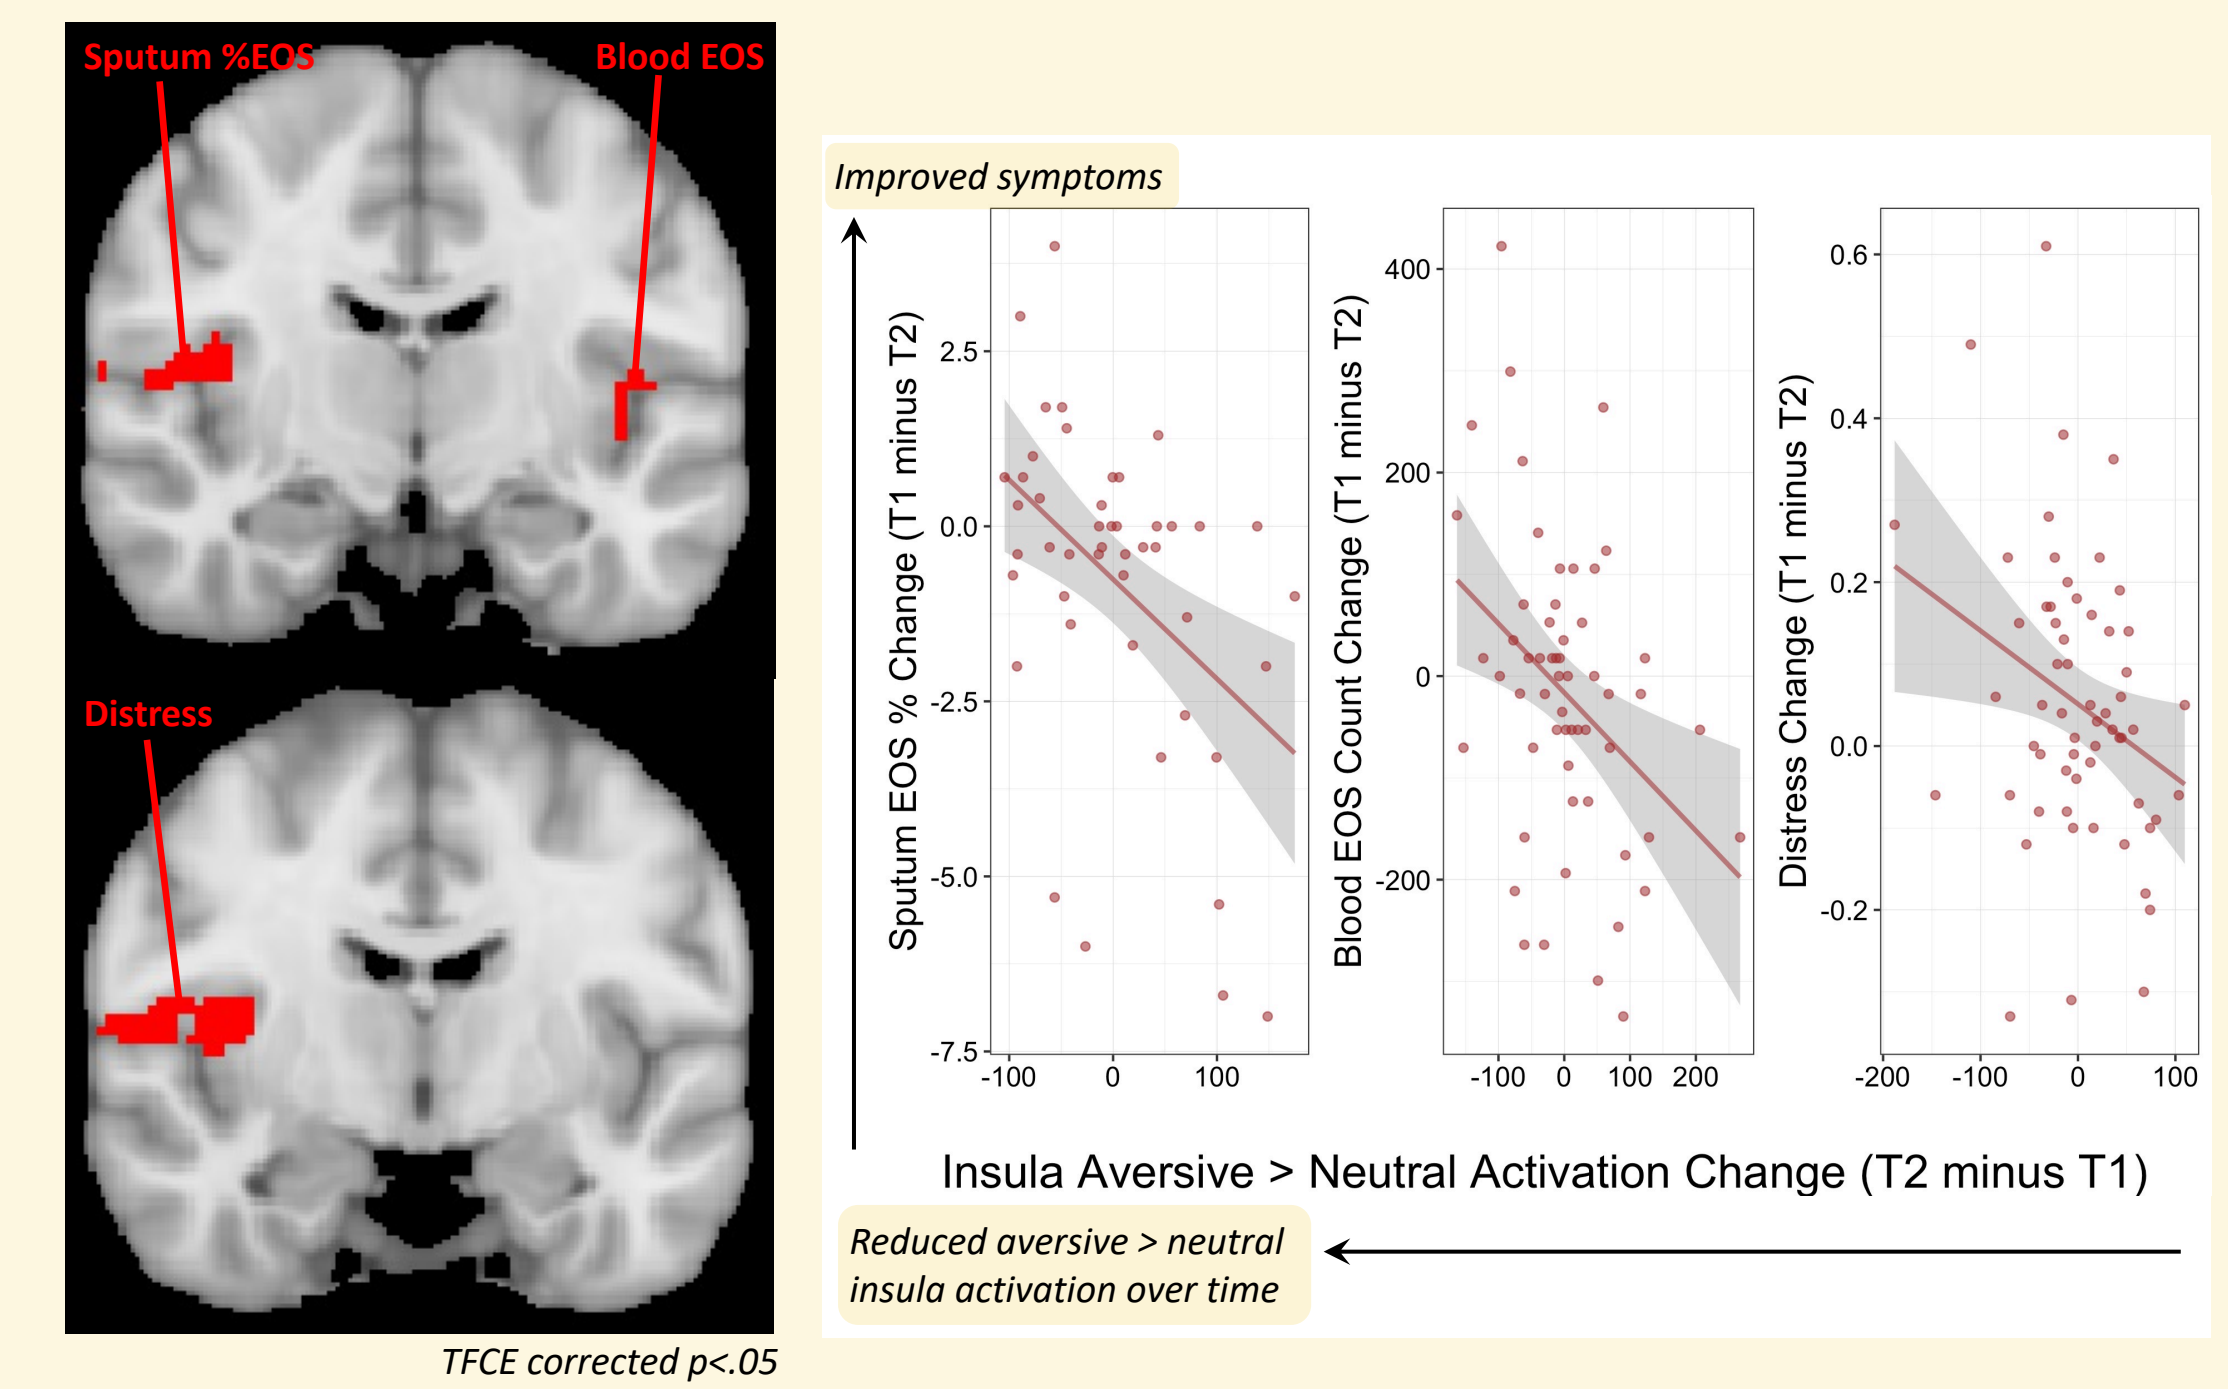 Sputum %EOS
Blood EOS
Distress
TFCE corrected p<.05
Improved symptoms
Sputum EOS % Change (T1 minus T2)
2.5
0.0
-2.5
-5.0
-7.5
-100 0 100
Blood EOS Count Change (T1 minus T2)
400
200
0
-200
-100 0 100 200
Distress Change (T1 minus T2)
0.6
0.4
0.2
0.0
-0.2
-200 -100 0 100
Insula Aversive > Neutral Activation Change (T2 minus T1)
Reduced aversive > neutral
insula activation over time